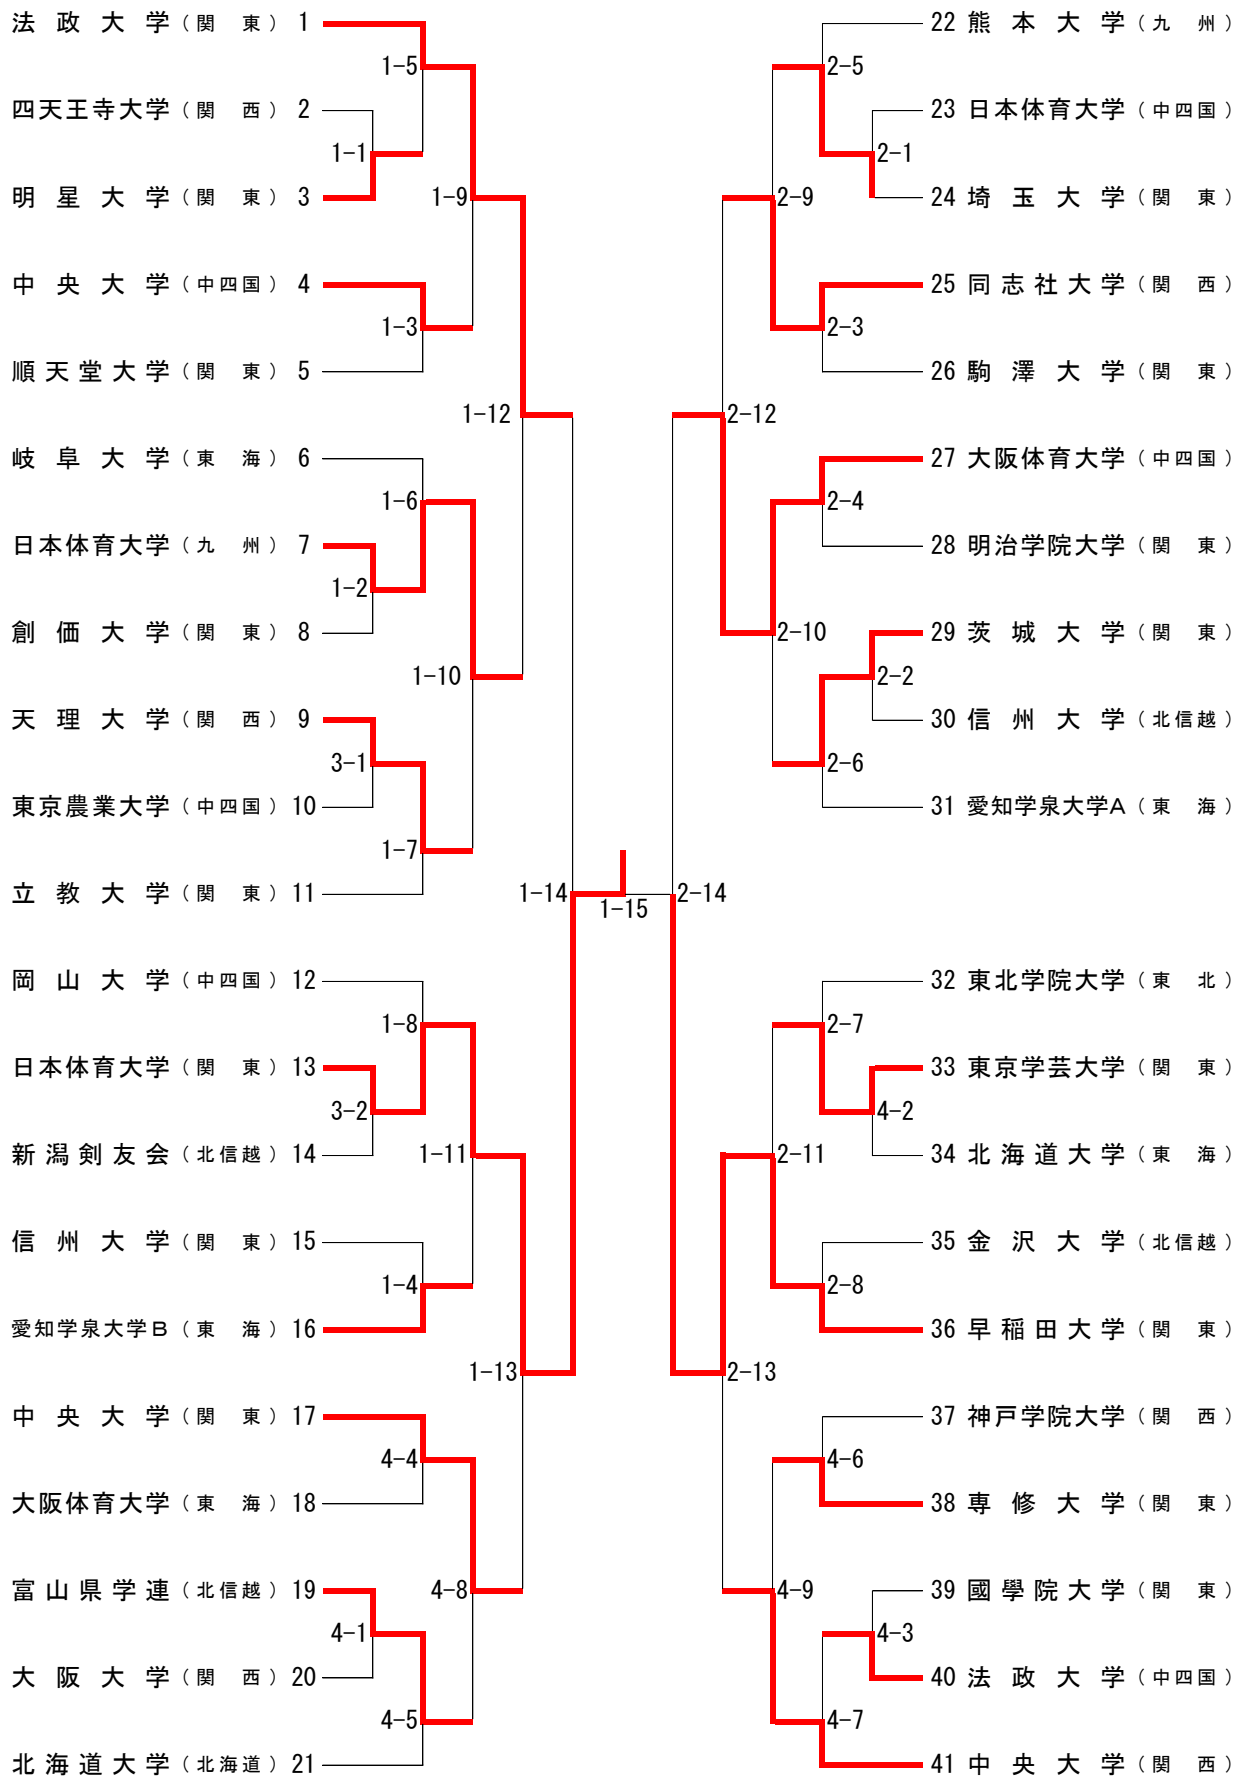 法政大学（関東）1
四天王寺大学（関西）2
明星大学（関東）3
中央大学（中四国）4
順天堂大学（関東）5
岐阜大学（東海）6
日本体育大学（九州）7
創価大学（関東）8
天理大学（関西）9
東京農業大学（中四国）10
立教大学（関東）11
岡山大学（中四国）12
日本体育大学（関東）13
新潟剣友会（北信越）14
信州大学（関東）15
愛知学泉大学B（東海）16
中央大学（関東）17
大阪体育大学（東海）18
富山県学連（北信越）19
大阪大学（関西）20
北海道大学（北海道）21
1-1
1-2
3-1
3-2
4-1
1-5
1-3
1-6
1-7
1-8
1-4
4-4
4-5
1-9
1-10
1-11
4-8
1-12
1-13
1-14
1-15
2-14
2-12
2-13
2-9
2-10
2-11
4-9
2-5
2-3
2-4
2-6
2-7
2-8
4-6
4-7
2-1
2-2
4-2
4-3
22 熊本大学（九州）
23 日本体育大学（中四国）
24 埼玉大学（関東）
25 同志社大学（関西）
26 駒澤大学（関東）
27 大阪体育大学（中四国）
28 明治学院大学（関東）
29 茨城大学（関東）
30 信州大学（北信越）
31 愛知学泉大学A（東海）
32 東北学院大学（東北）
33 東京学芸大学（関東）
34 北海道大学（東海）
35 金沢大学（北信越）
36 早稲田大学（関東）
37 神戸学院大学（関西）
38 専修大学（関東）
39 國學院大学（関東）
40 法政大学（中四国）
41 中央大学（関西）